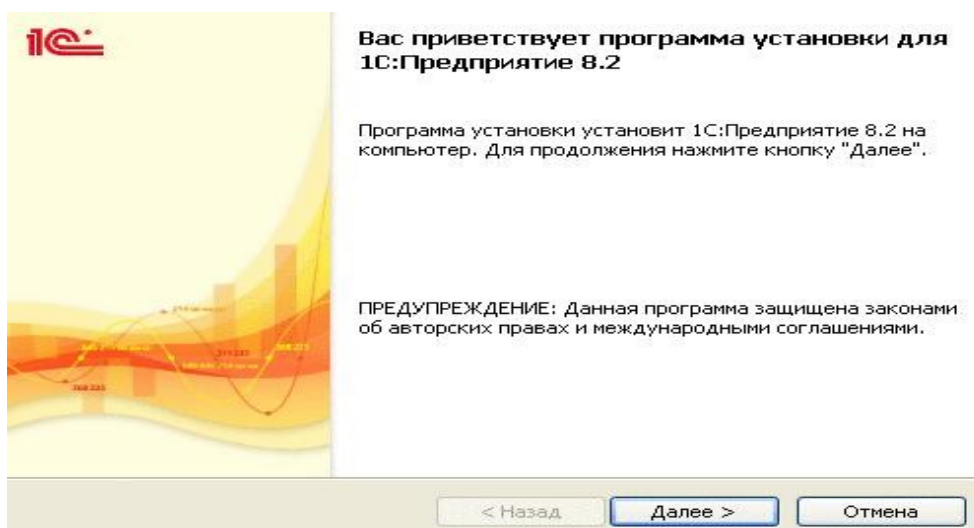 1С
Вас приветствует программа установки для
1С:Предприятие 8.2
Программа установки установит 1С:Предприятие 8.2 на
компьютер. Для продолжения нажмите кнопку "Далее".
ПРЕДУПРЕЖДЕНИЕ: Данная программа защищена законами
об авторских правах и международными соглашениями.
< Назад
Далее >
Отмена